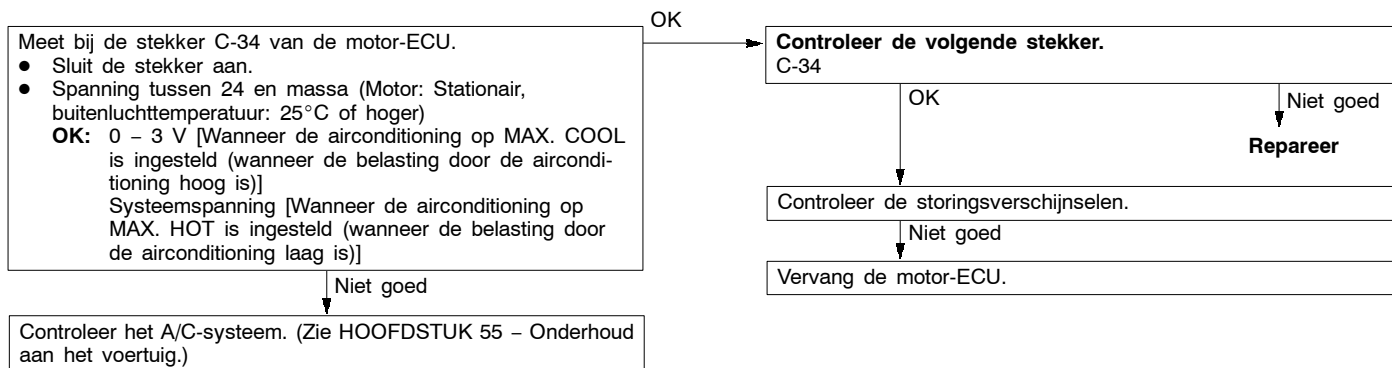 Meet bij de stekker C-34 van de motor-ECU.
● Sluit de stekker aan.
● Spanning tussen 24 en massa (Motor: Stationair,
buitenluchttemperatuur: 25°C of hoger)
OK: 0 – 3 V [Wanneer de airconditioning op MAX. COOL
is ingesteld (wanneer de belasting door de aircondi-
tioning hoog is)]
Systeemspanning [Wanneer de airconditioning op
MAX. HOT is ingesteld (wanneer de belasting door
de airconditioning laag is)]
Niet goed
Controleer het A/C-systeem. (Zie HOOFDSTUK 55 – Onderhoud
aan het voertuig.)
OK
Controleer de volgende stekker.
C-34
OK
Niet goed
Repareer
Controleer de storingsverschijnselen.
Niet goed
Vervang de motor-ECU.